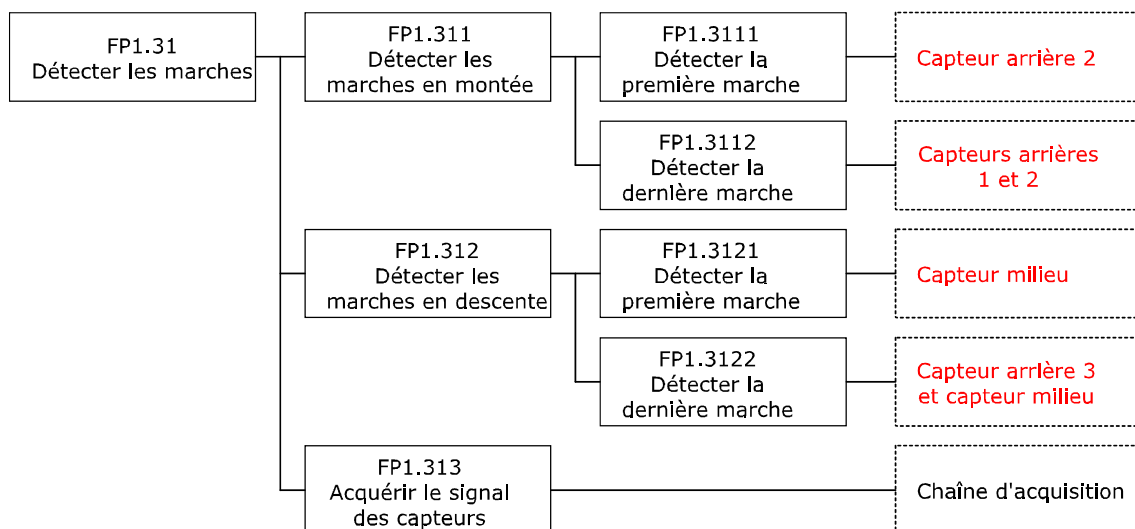 FP1.31
Détecter les marches
FP1.311
Détecter les
marches en montée
FP1.3111
Détecter la
première marche
Capteur arrière 2
FP1.3112
Détecter la
dernière marche
Capteurs arrières
1 et 2
FP1.312
Détecter les
marches en descente
FP1.3121
Détecter la
première marche
Capteur milieu
FP1.3122
Détecter la
dernière marche
Capteur arrière 3
et capteur milieu
FP1.313
Acquérir le signal
des capteurs
Chaîne d'acquisition